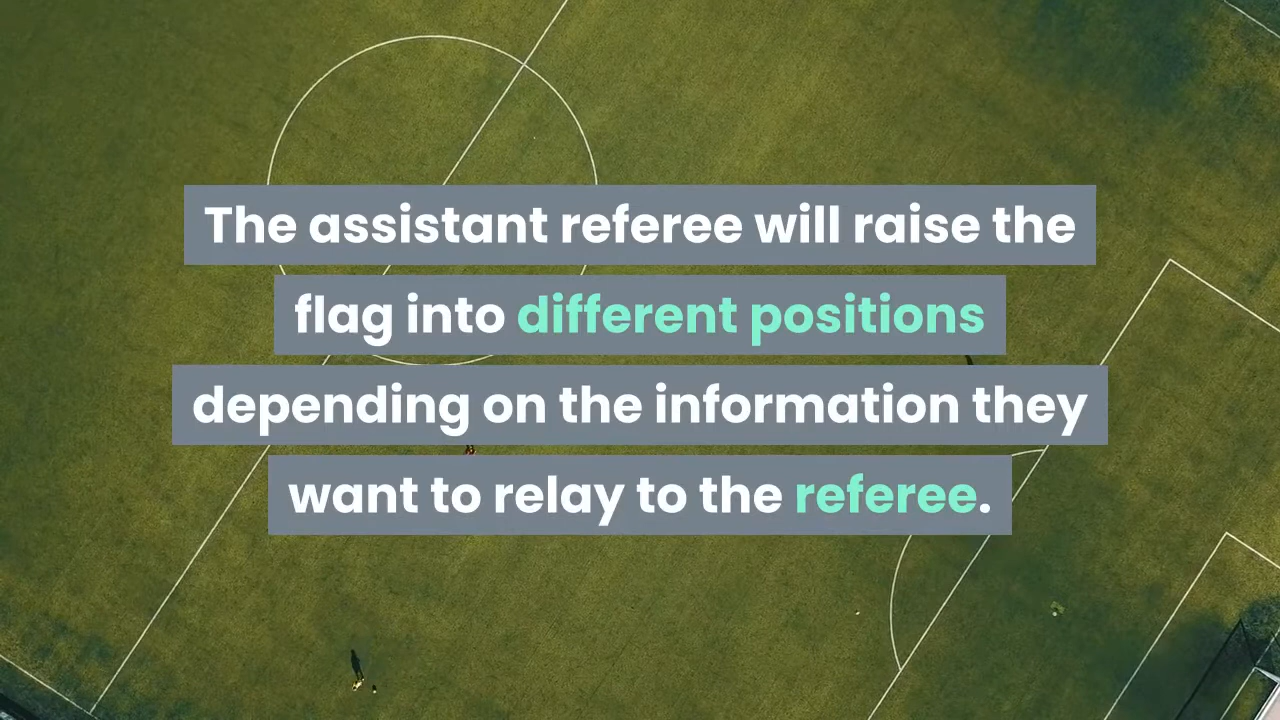 The assistant referee will raise the
flag into different positions
depending on the information they
want to relay to the referee.